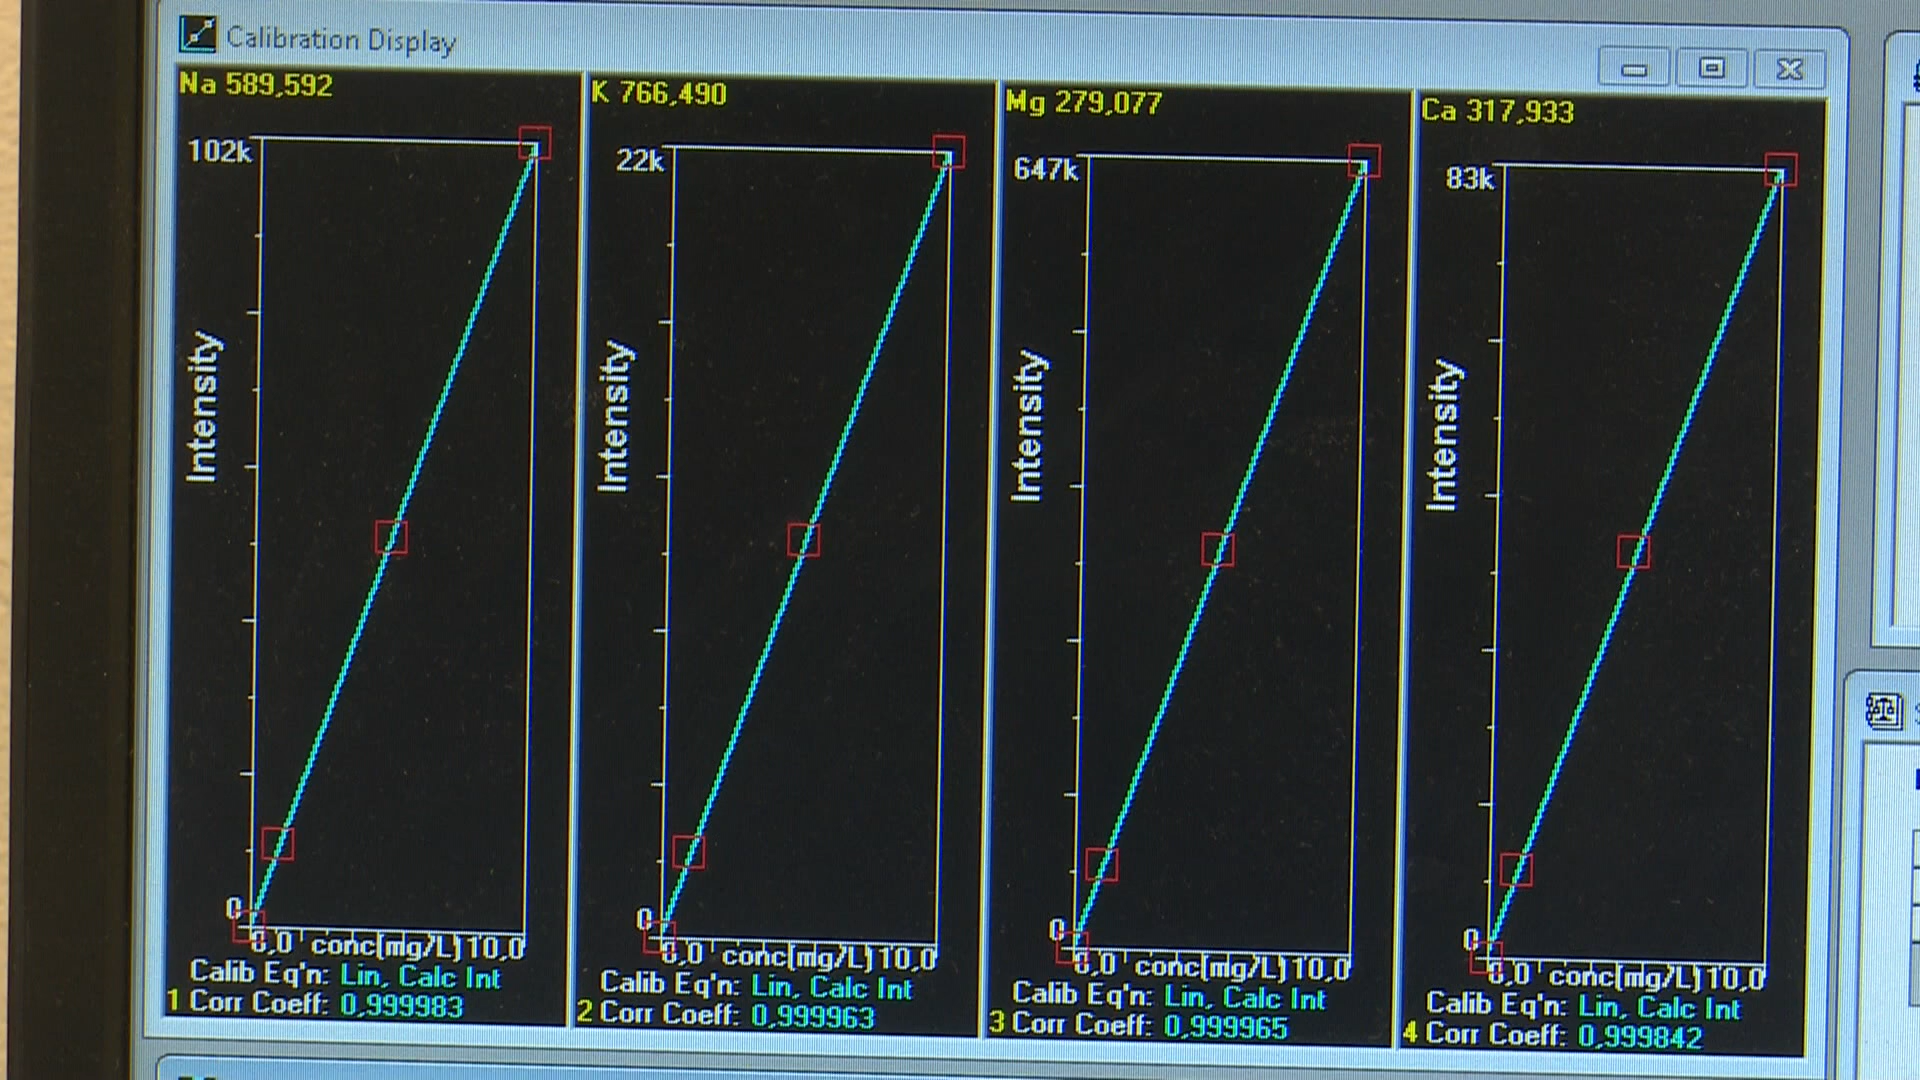 Calibration Display
Na 589,592
102k
Intensity
0
0,0 conc(mg/L) 10,0
Calib Eq'n: Lin, Calc Int
1 Corr Coeff: 0,999983
K 766,490
22k
Intensity
0
0,0 conc(mg/L) 10,0
Calib Eq'n: Lin, Calc Int
2 Corr Coeff: 0,999963
Mg 279,077
647k
Intensity
0
0,0 conc(mg/L) 10,0
Calib Eq'n: Lin, Calc Int
3 Corr Coeff: 0,999965
Ca 317,933
83k
Intensity
0
0,0 conc(mg/L) 10,0
Calib Eq'n: Lin, Calc Int
4 Corr Coeff: 0,999842